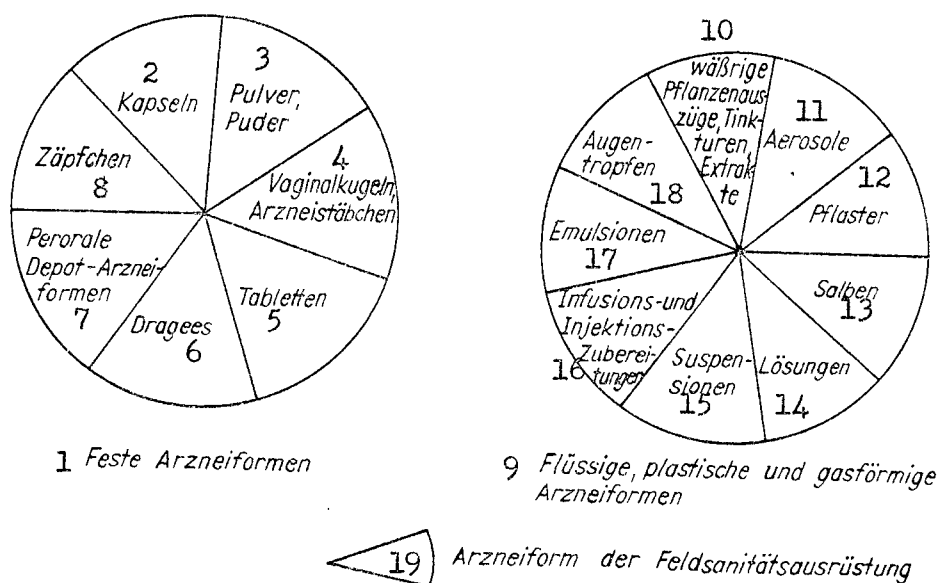 2
Kapseln
3
Pulver,
Puder
4
Vaginalkugeln,
Arzneistäbchen
Tabletten
5
Dragees
6
Perorale
Depot-Arznei-
formen
7
Zäpfchen
8
1 Feste Arzneiformen
10
wäßrige
Pflanzenaus-
züge, Tink-
turen,
Extrak-
te
11
Aerosole
12
Pflaster
Salben
13
Lösungen
14
Suspen-
sionen
15
Infusions- und
Injektions-
Zuberei-
tungen
16
Emulsionen
17
Augen-
tropfen
18
9 Flüssige, plastische und gasförmige
Arzneiformen
19 Arzneiform der Feldsanitätsausrüstung